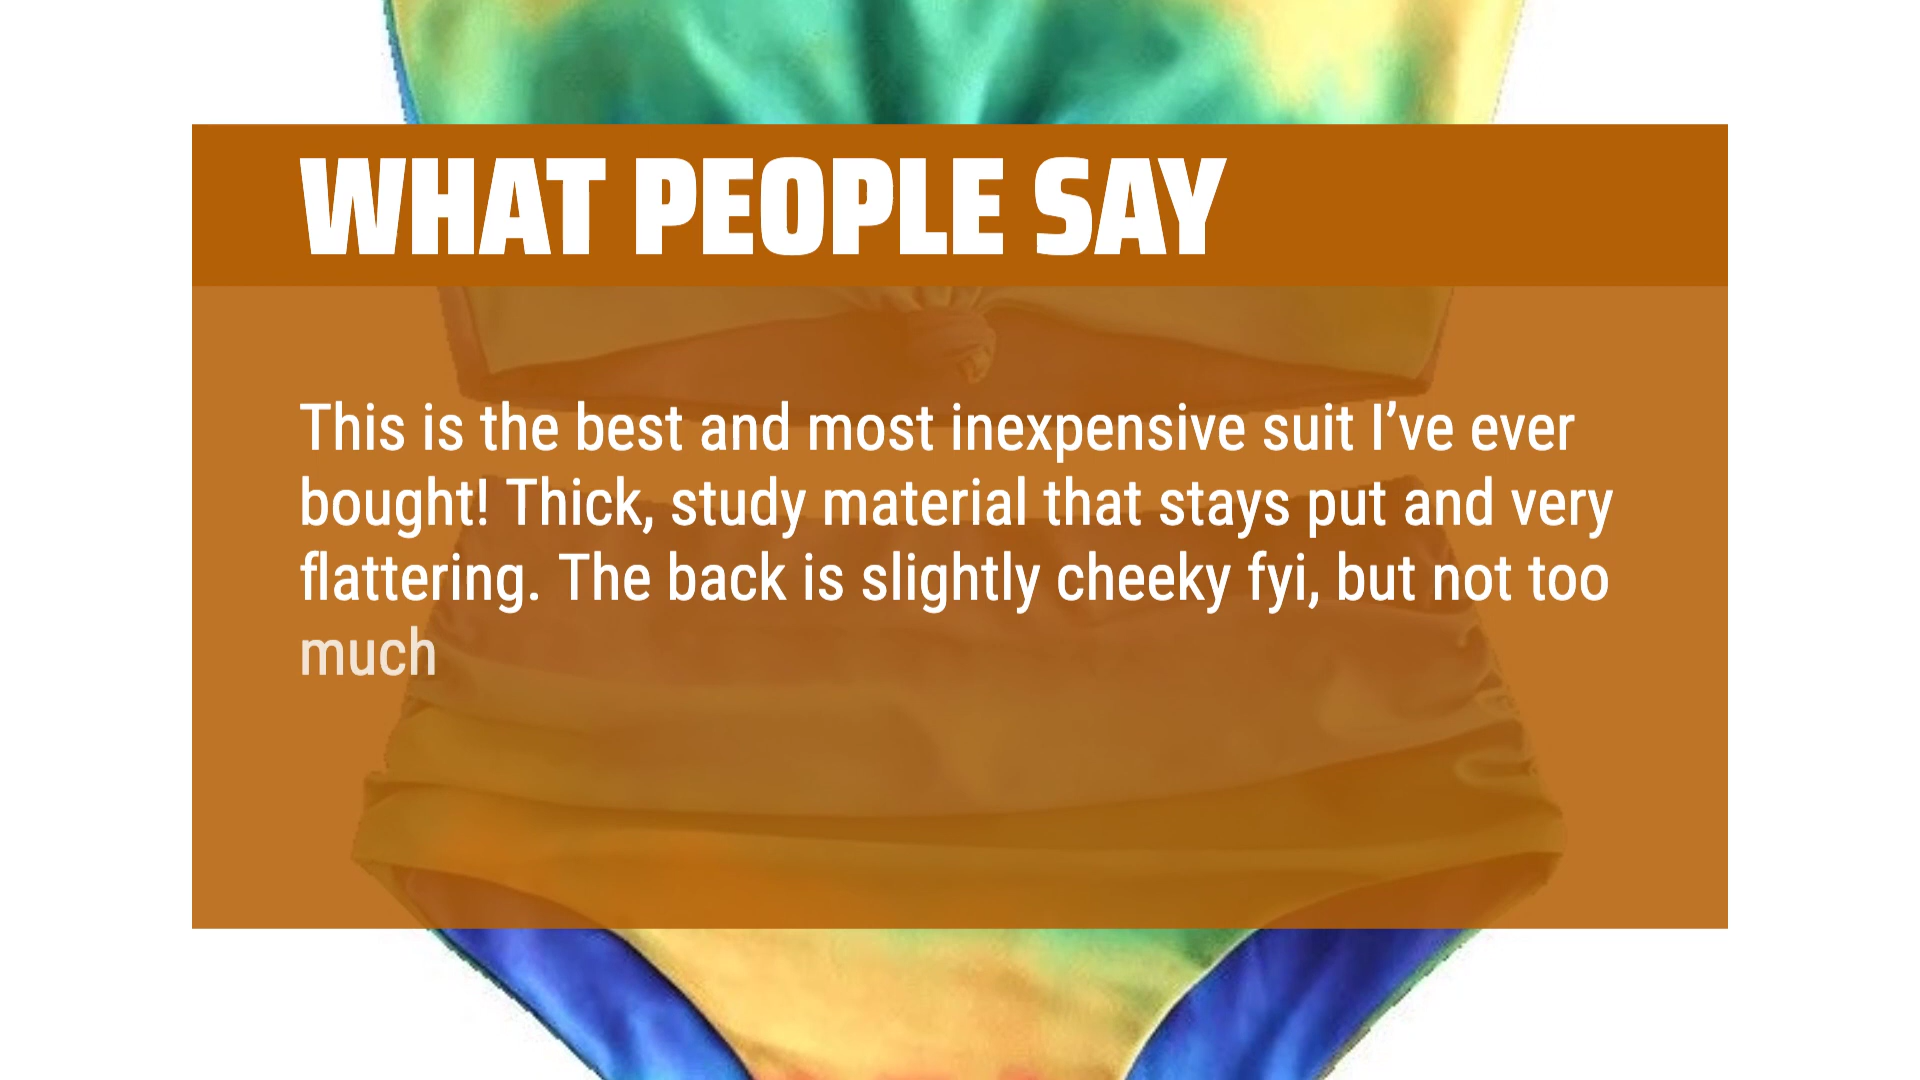 WHAT PEOPLE SAY
This is the best and most inexpensive suit I’ve ever
bought! Thick, study material that stays put and very
flattering. The back is slightly cheeky fyi, but not too
much